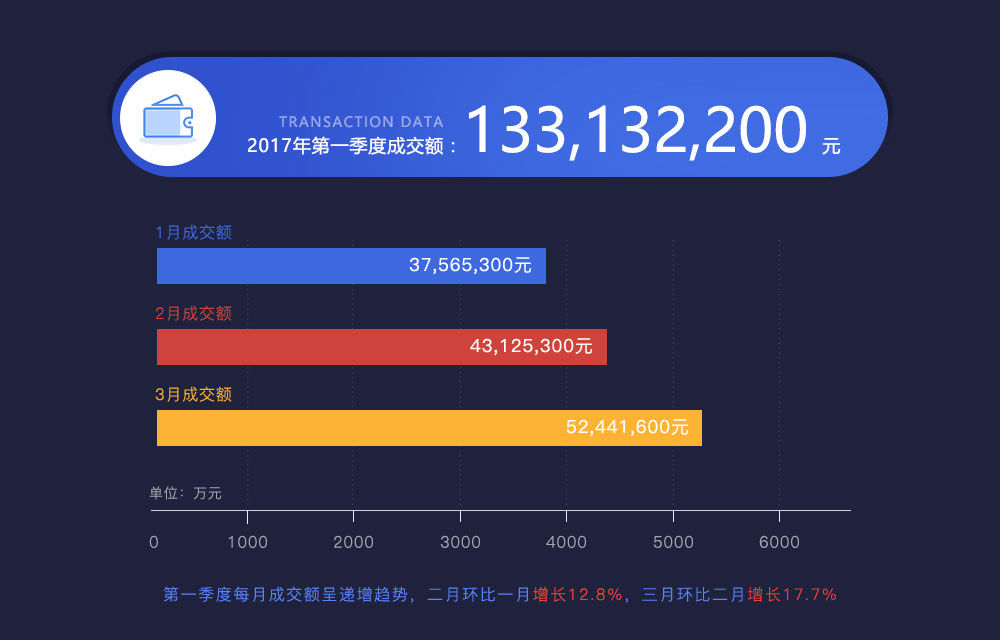 TRANSACTION DATA
2017年第一季度成交额：133,132,200 元
1月成交额
37,565,300元
2月成交额
43,125,300元
3月成交额
52,441,600元
单位：万元
0 1000 2000 3000 4000 5000 6000
第一季度每月成交额呈递增趋势，二月环比一月增长12.8%，三月环比二月增长17.7%